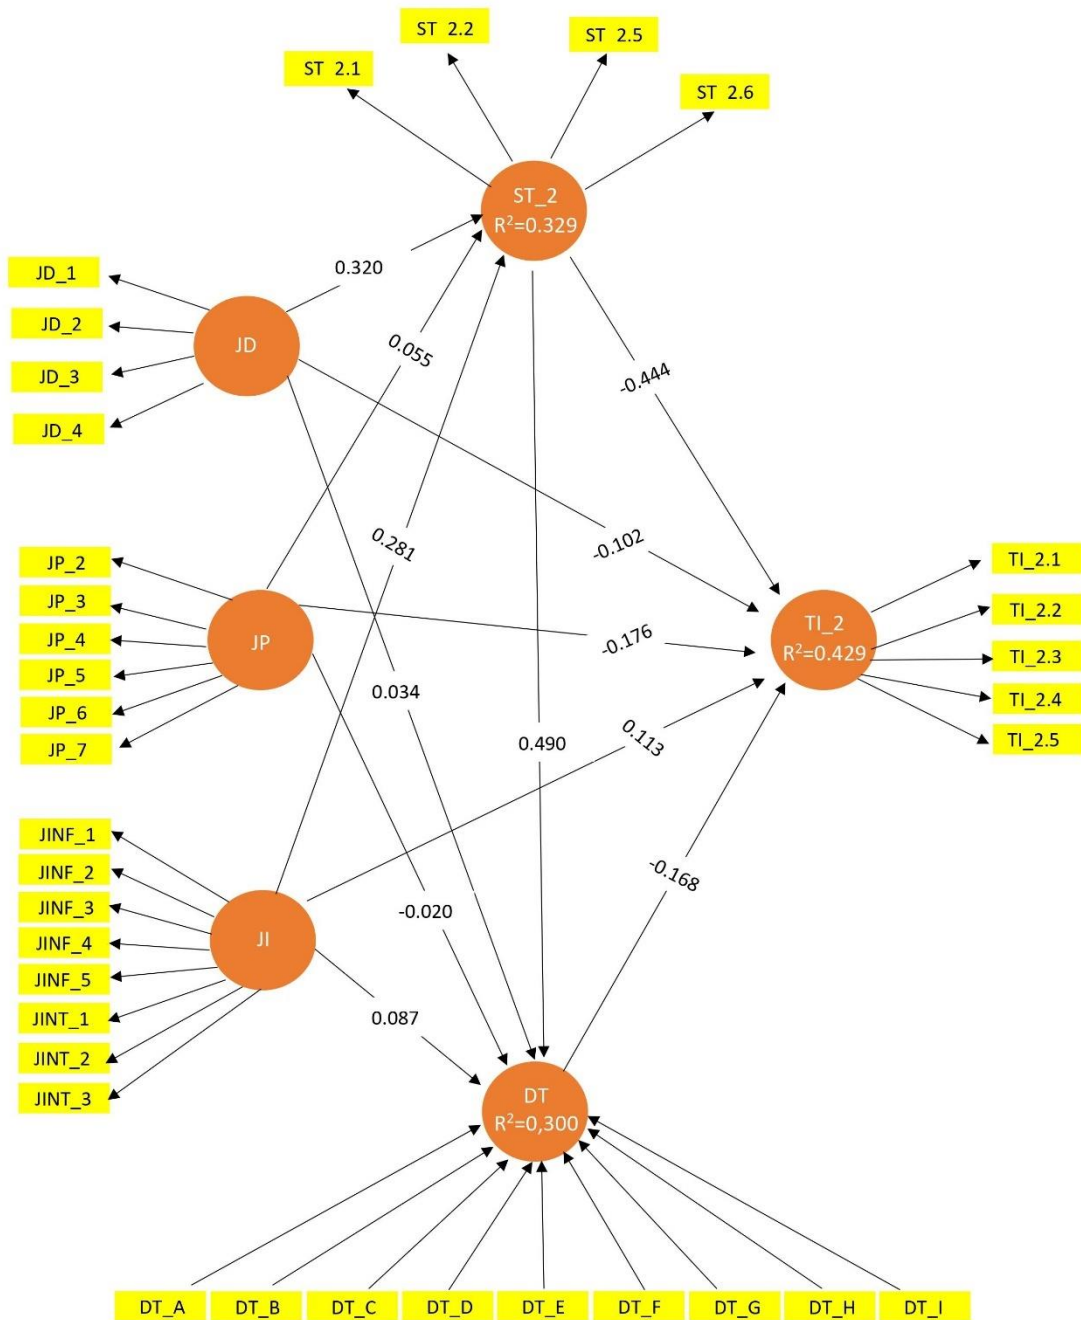 ST 2.1
ST 2.2
ST 2.5
ST 2.6
ST_2
R²=0.329
JD_1
JD_2
JD_3
JD_4
JD
0.320
0.055
-0.444
0.281
-0.102
JP_2
JP_3
JP_4
JP_5
JP_6
JP_7
JP
-0.176
0.034
0.490
0.113
TI_2
R²=0.429
TI_2.1
TI_2.2
TI_2.3
TI_2.4
TI_2.5
JINF_1
JINF_2
JINF_3
JINF_4
JINF_5
JINT_1
JINT_2
JINT_3
JI
-0.020
-0.168
0.087
DT
R²=0,300
DT_A
DT_B
DT_C
DT_D
DT_E
DT_F
DT_G
DT_H
DT_I